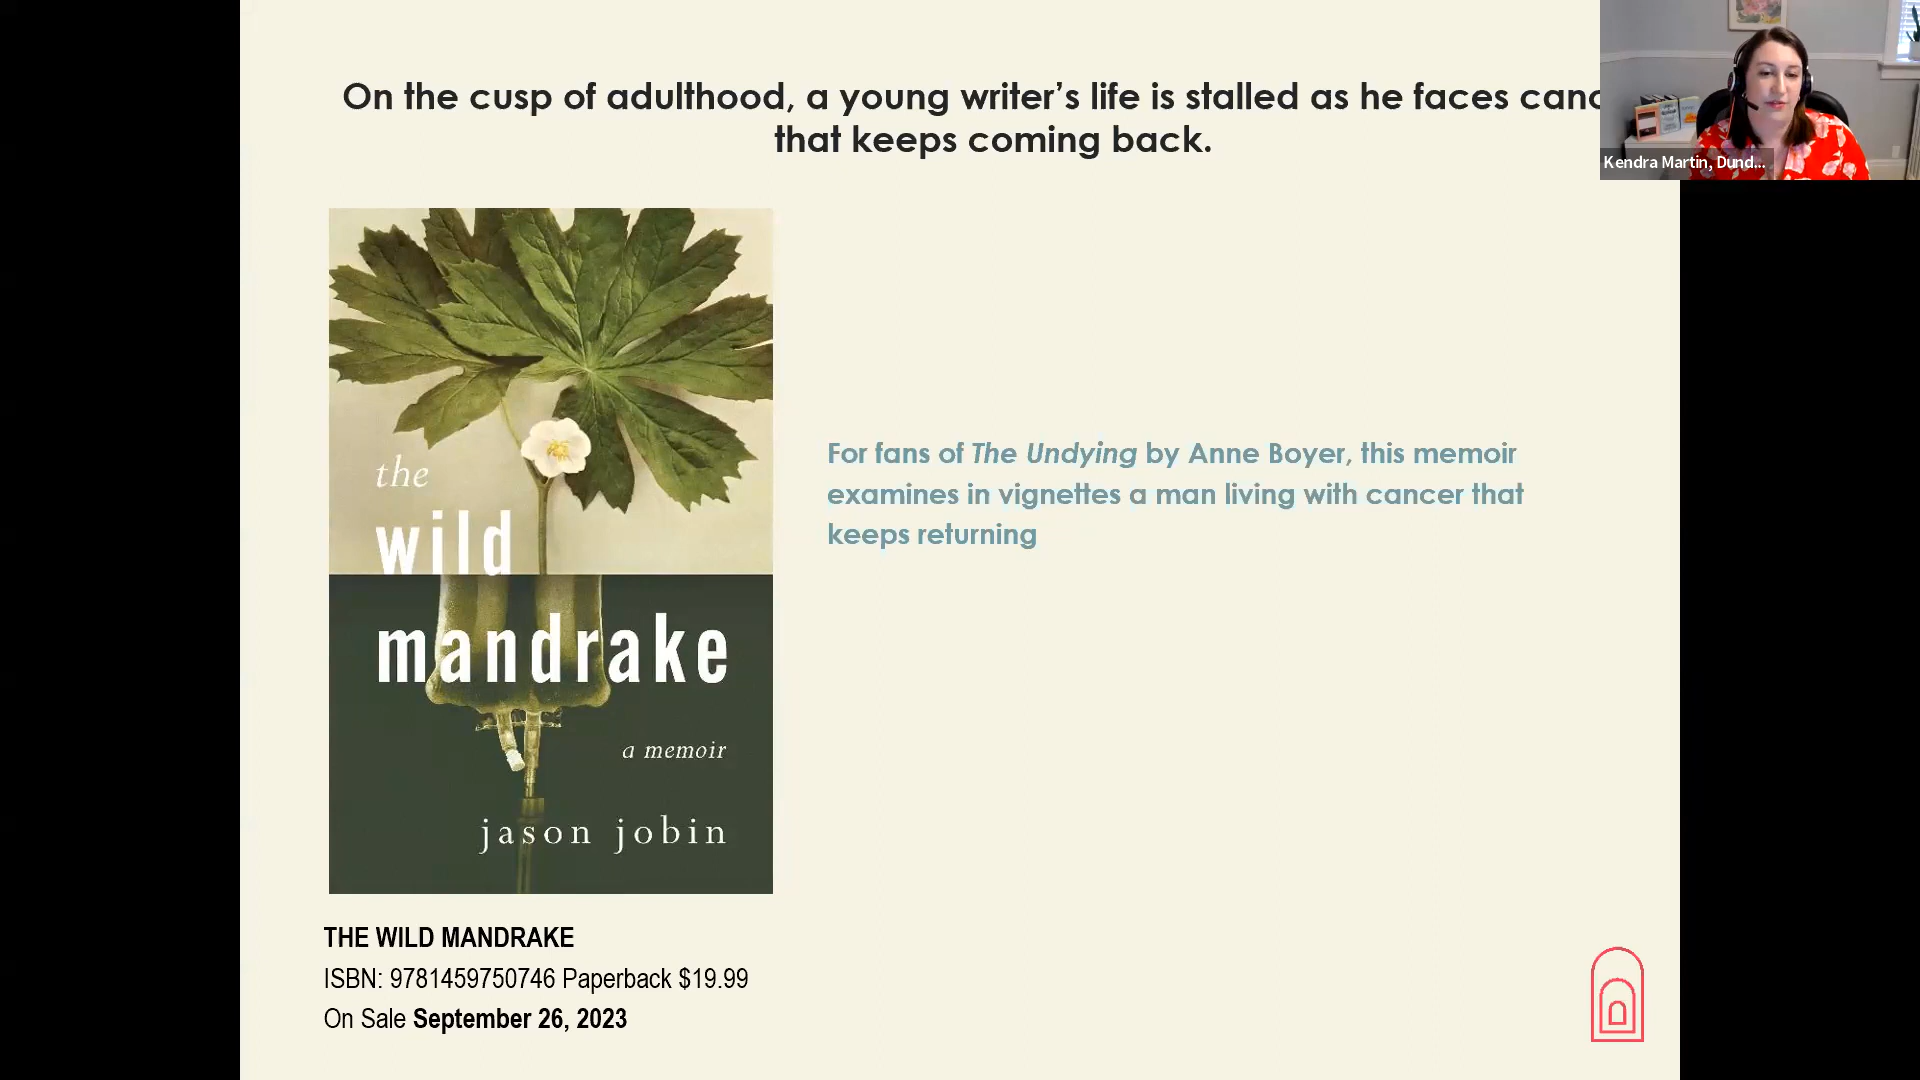 On the cusp of adulthood, a young writer's life is stalled as he faces canc
that keeps coming back.
Kendra Martin, Dund...
the
wild
mandrake
a memoir
jason jobin
For fans of The Undying by Anne Boyer, this memoir
examines in vignettes a man living with cancer that
keeps returning
THE WILD MANDRAKE
ISBN: 9781459750746 Paperback $19.99
On Sale September 26, 2023